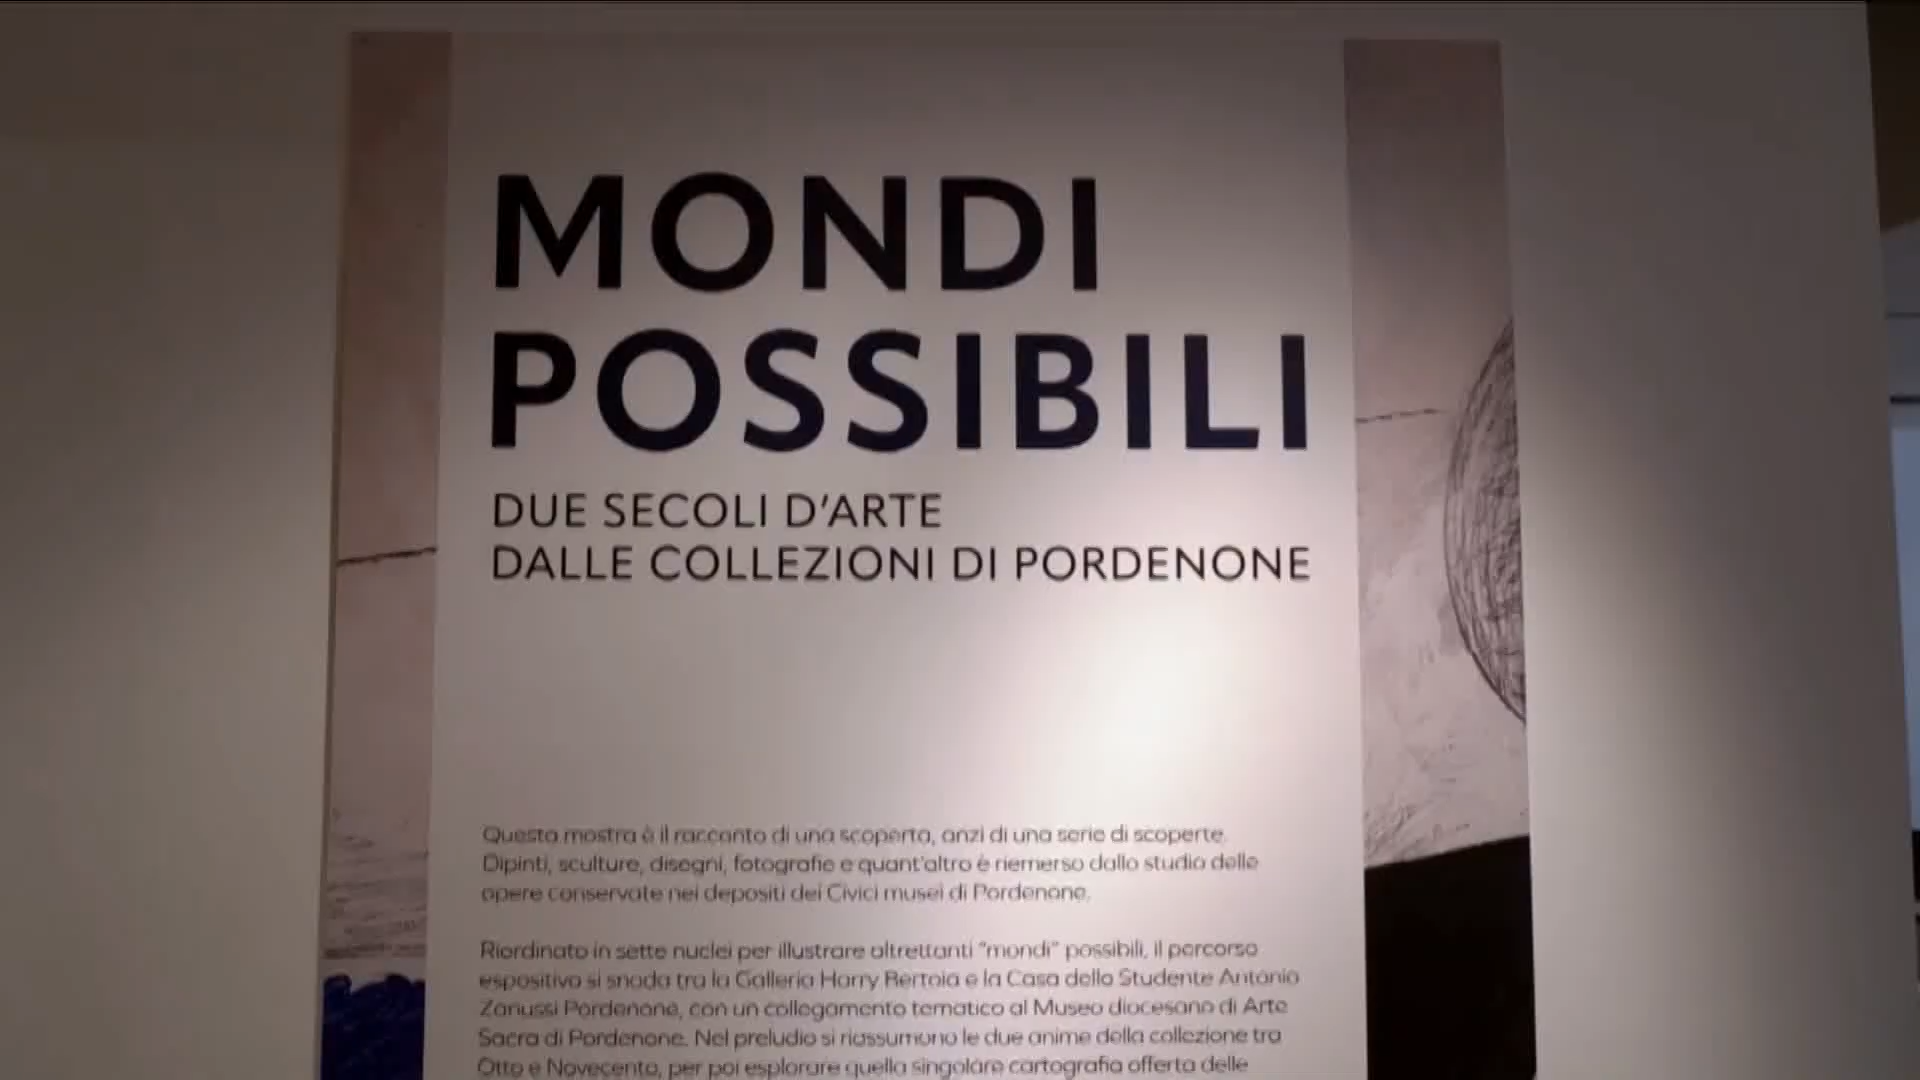 MONDI
POSSIBILI
DUE SECOLI D'ARTE
DALLE COLLEZIONI DI PORDENONE
Questa mostra è il racconto di una scoperta, anzi di una serie di scoperte.
Dipinti, sculture, disegni, fotografie e quant'altro è riemerso dallo studio delle
opere conservate nei depositi dei Civici musei di Pordenone.
Riordinato in sette nuclei per illustrare altrettanti "mondi" possibili, il percorso
espositivo si snoda tra la Galleria Harry Bertoia e la Casa dello Studente Antonio
Zanussi Pordenone, con un collegamento tematico al Museo diocesano di Arte
Sacra di Pordenone. Nel preludio si riassumono le due anime della collezione tra
Otto e Novecento, per poi esplorare quella singolare cartografia offerta delle